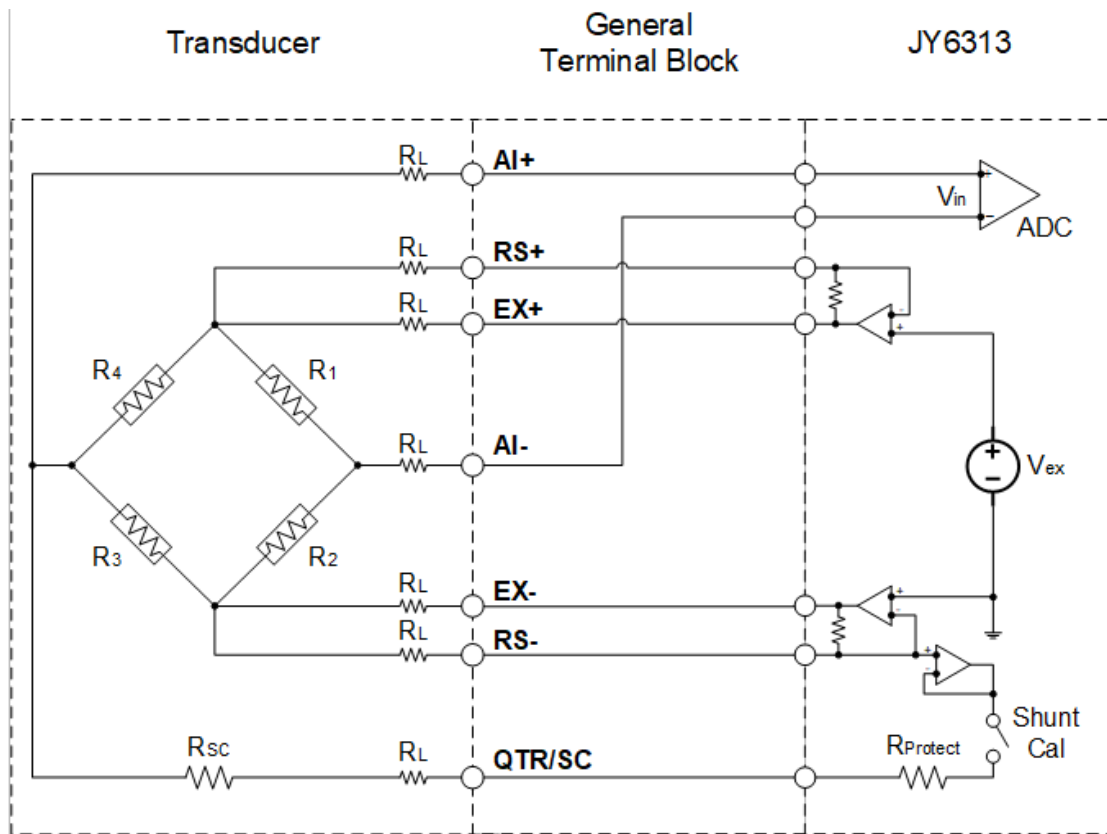 Transducer
General
Terminal Block
JY6313
RL
AI+
Vin
+
−
ADC
RL
RS+
RL
EX+
-
+
R4
R1
RL
AI-
+
−
Vex
R3
R2
RL
EX-
+
-
RL
RS-
+
-
Shunt
Cal
RSC
RL
QTR/SC
RProtect